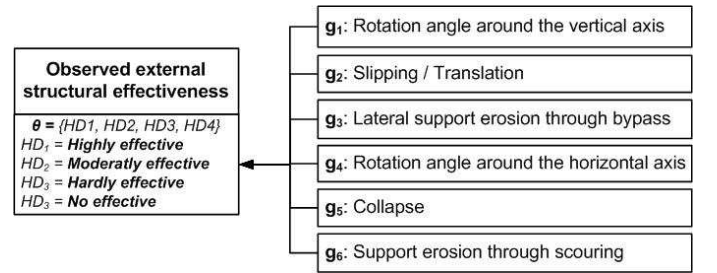 Observed external
structural effectiveness
θ = {HD1, HD2, HD3, HD4}
HD₁ = Highly effective
HD₂ = Moderatly effective
HD₃ = Hardly effective
HD₃ = No effective
g₁: Rotation angle around the vertical axis
g₂: Slipping / Translation
g₃: Lateral support erosion through bypass
g₄: Rotation angle around the horizontal axis
g₅: Collapse
g₆: Support erosion through scouring